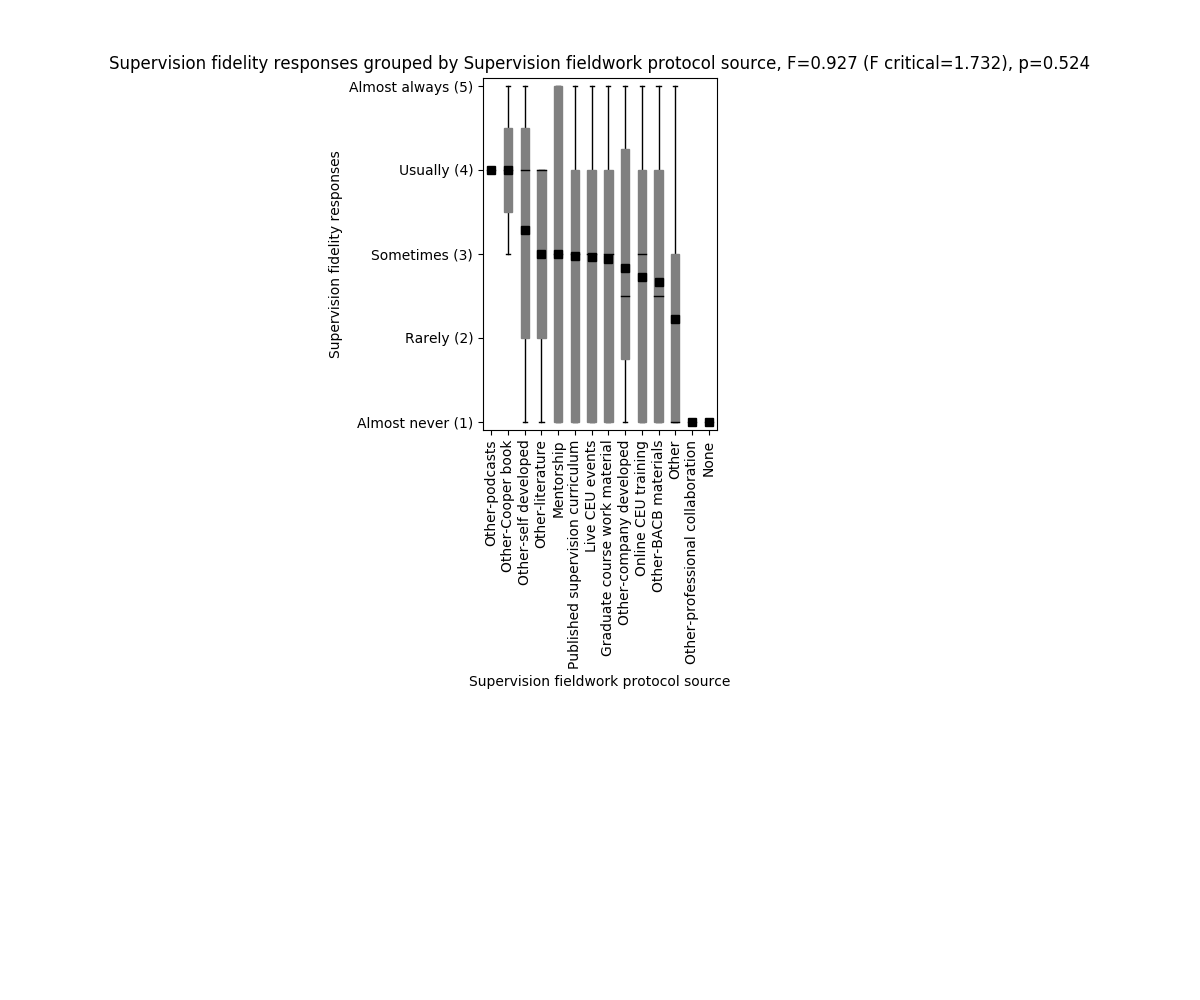 Supervision fidelity responses grouped by Supervision fieldwork protocol source, F=0.927 (F critical=1.732), p=0.524
Supervision fidelity responses
Almost always (5)
Usually (4)
Sometimes (3)
Rarely (2)
Almost never (1)
Other-podcasts
Other-Cooper book
Other-self developed
Other-literature
Mentorship
Published supervision curriculum
Live CEU events
Graduate course work material
Other-company developed
Online CEU training
Other-BACB materials
Other
Other-professional collaboration
None
Supervision fieldwork protocol source